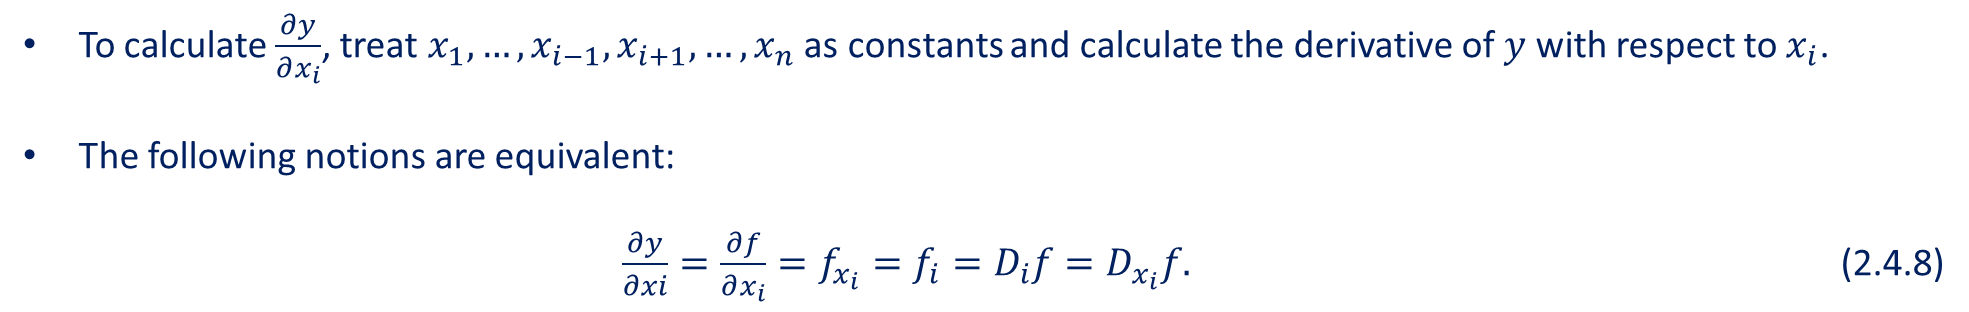 • To calculate ∂y/∂x_i, treat x_1, …, x_{i−1}, x_{i+1}, …, x_n as constants and calculate the derivative of y with respect to x_i.
• The following notions are equivalent:
∂y/∂xi = ∂f/∂x_i = f_{x_i} = f_i = D_i f = D_{x_i} f. (2.4.8)